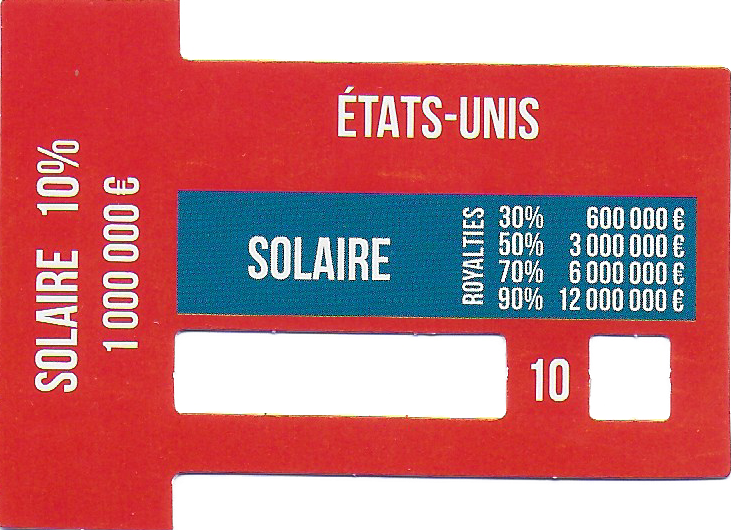 SOLAIRE 10%
1 000 000 €
ÉTATS-UNIS
SOLAIRE
ROYALTIES
30% 600 000 €
50% 3 000 000 €
70% 6 000 000 €
90% 12 000 000 €
10